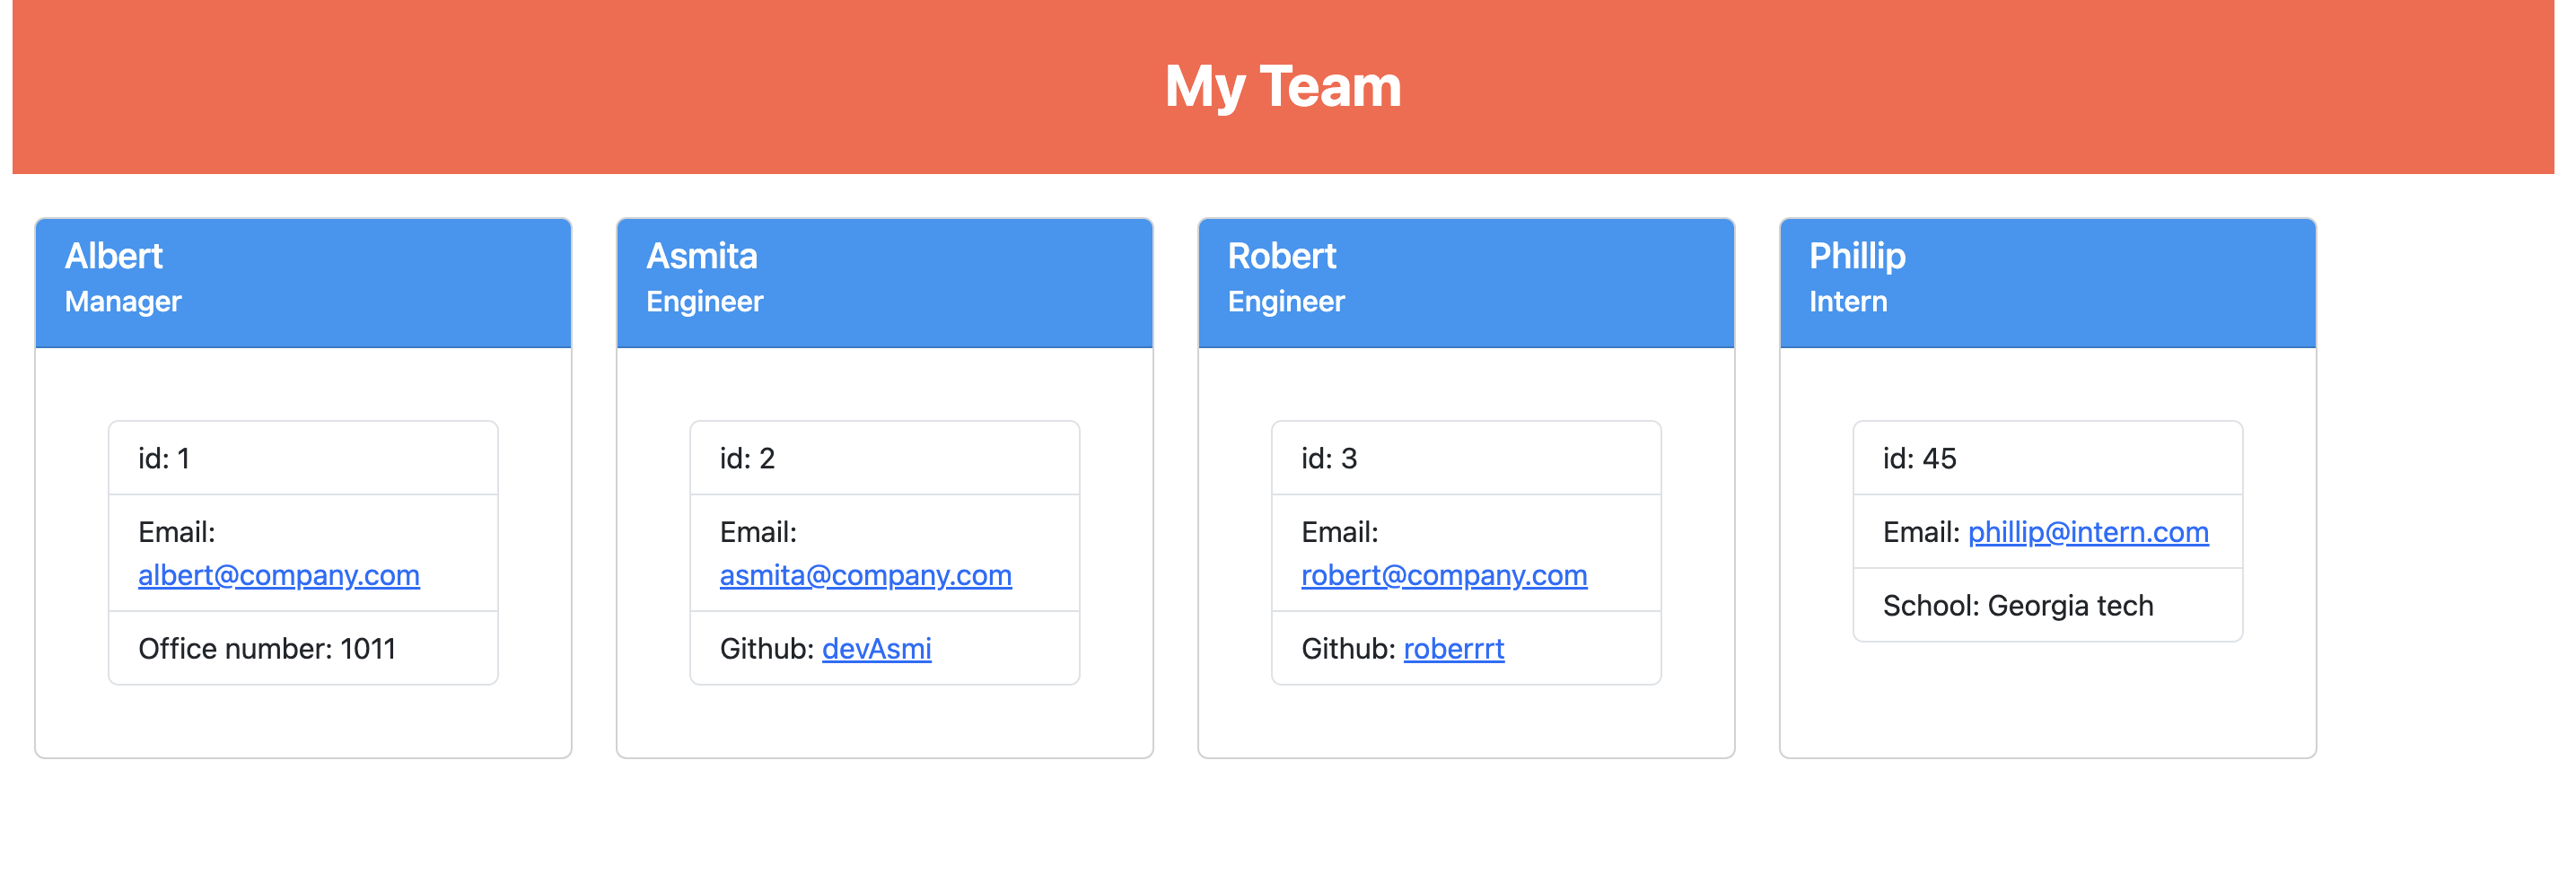 My Team
Albert
Manager
id: 1
Email:
albert@company.com
Office number: 1011
Asmita
Engineer
id: 2
Email:
asmita@company.com
Github: devAsmi
Robert
Engineer
id: 3
Email:
robert@company.com
Github: roberrrt
Phillip
Intern
id: 45
Email: phillip@intern.com
School: Georgia tech